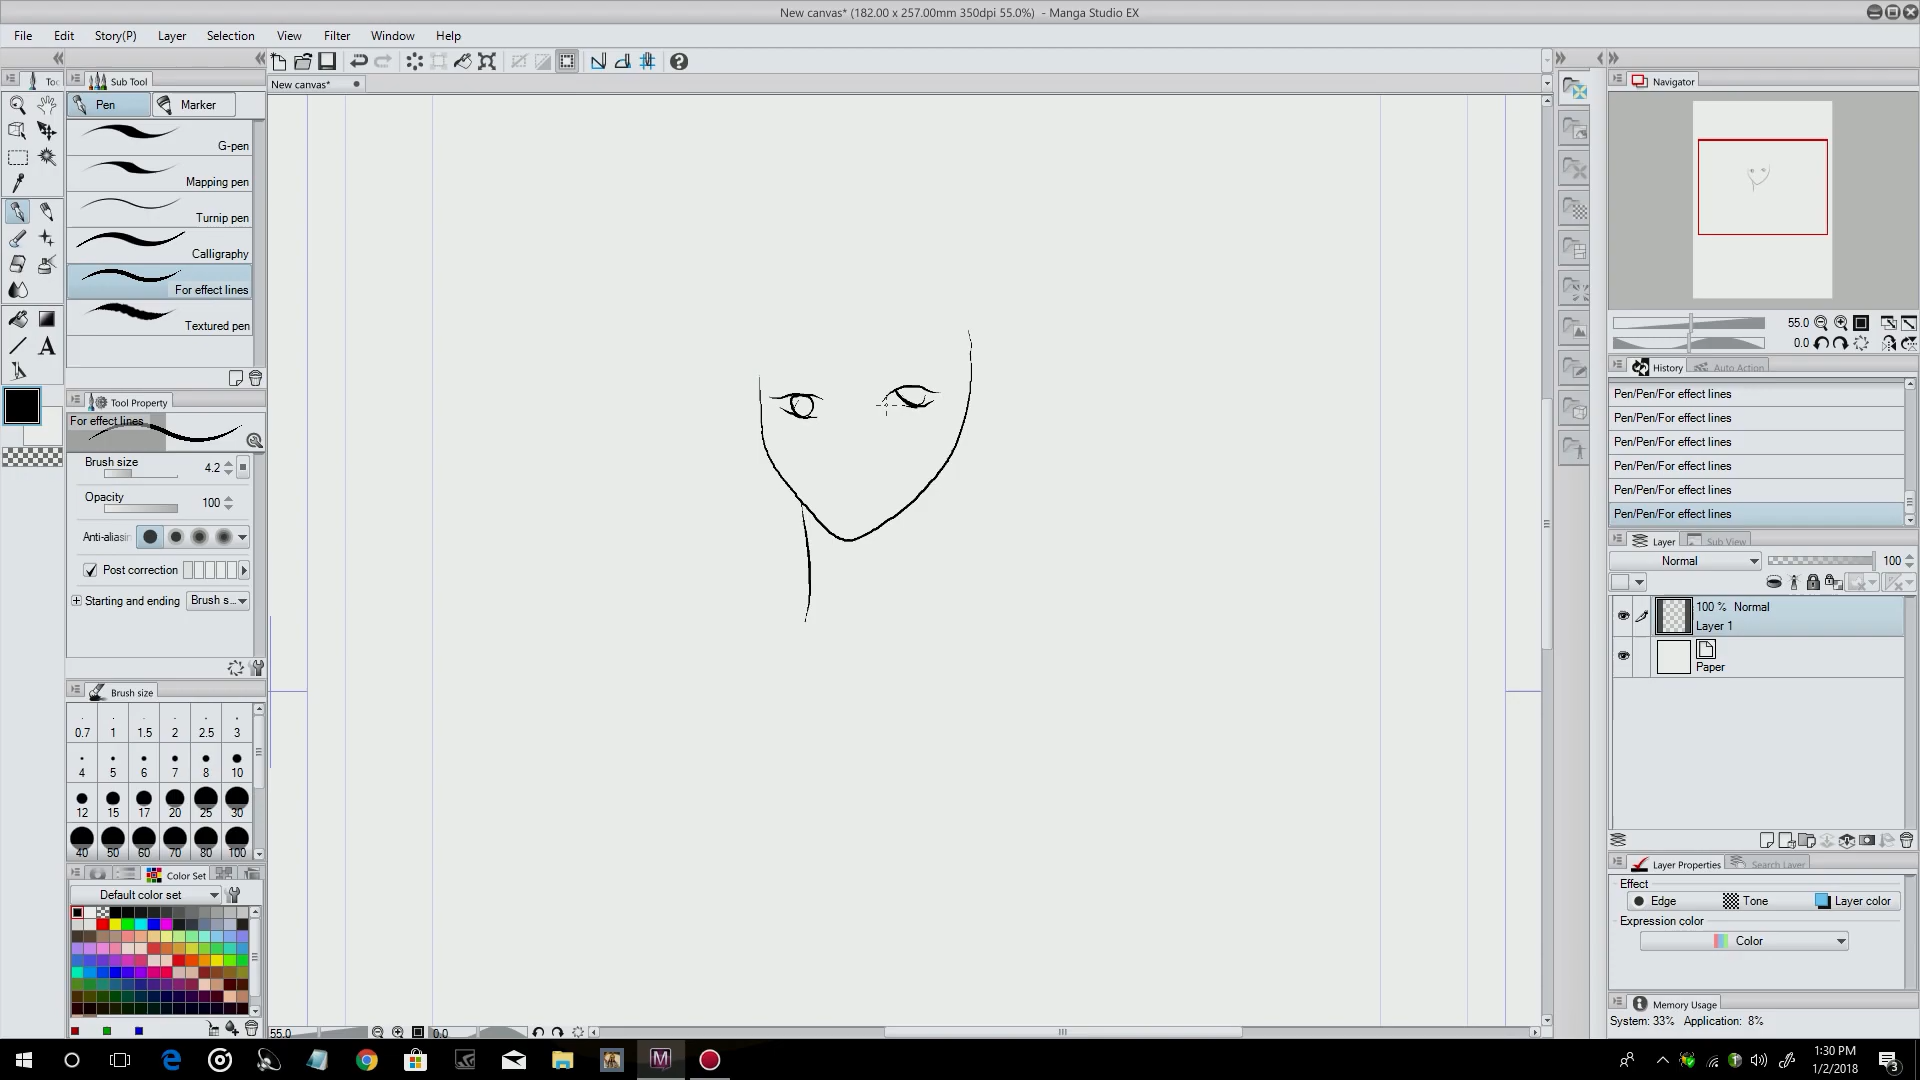 New canvas* (182.00 x 257.00mm 350dpi 55.0%) - Manga Studio EX
File Edit Story(P) Layer Selection View Filter Window Help
New canvas*
Sub Tool
Pen
Marker
G-pen
Mapping pen
Turnip pen
Calligraphy
For effect lines
Textured pen
Tool Property
For effect lines
Brush size
4.2
Opacity
100
Post correction
Starting and ending
Brush s...
Brush size
0.7 1 1.5 2 2.5 3
4 5 6 7 8 10
12 15 17 20 25 30
40 50 60 70 80 100
Color Set
Default color set
55.0
0.0
Navigator
55.0
0.0
History
Auto Action
Pen/Pen/For effect lines
Pen/Pen/For effect lines
Pen/Pen/For effect lines
Pen/Pen/For effect lines
Pen/Pen/For effect lines
Pen/Pen/For effect lines
Layer
Sub View
Normal
100
100 % Normal
Layer 1
Paper
Layer Properties
Search Layer
Effect
Edge
Tone
Layer color
Expression color
Color
Memory Usage
System: 33% Application: 8%
1:30 PM
1/2/2018
3